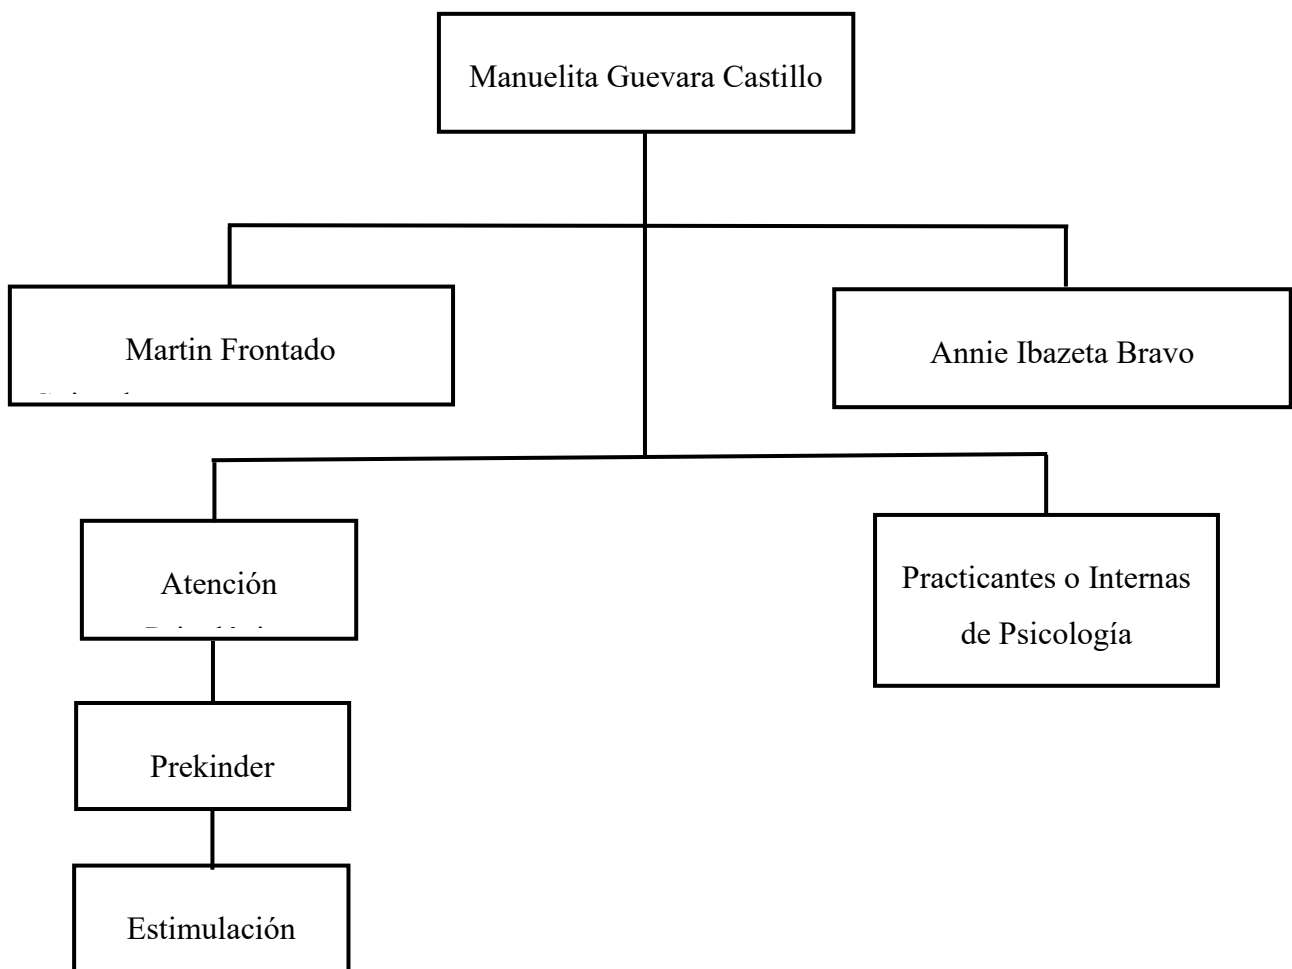 Manuelita Guevara Castillo
Martin Frontado
Annie Ibazeta Bravo
Atención
Practicantes o Internas
de Psicología
Prekinder
Estimulación